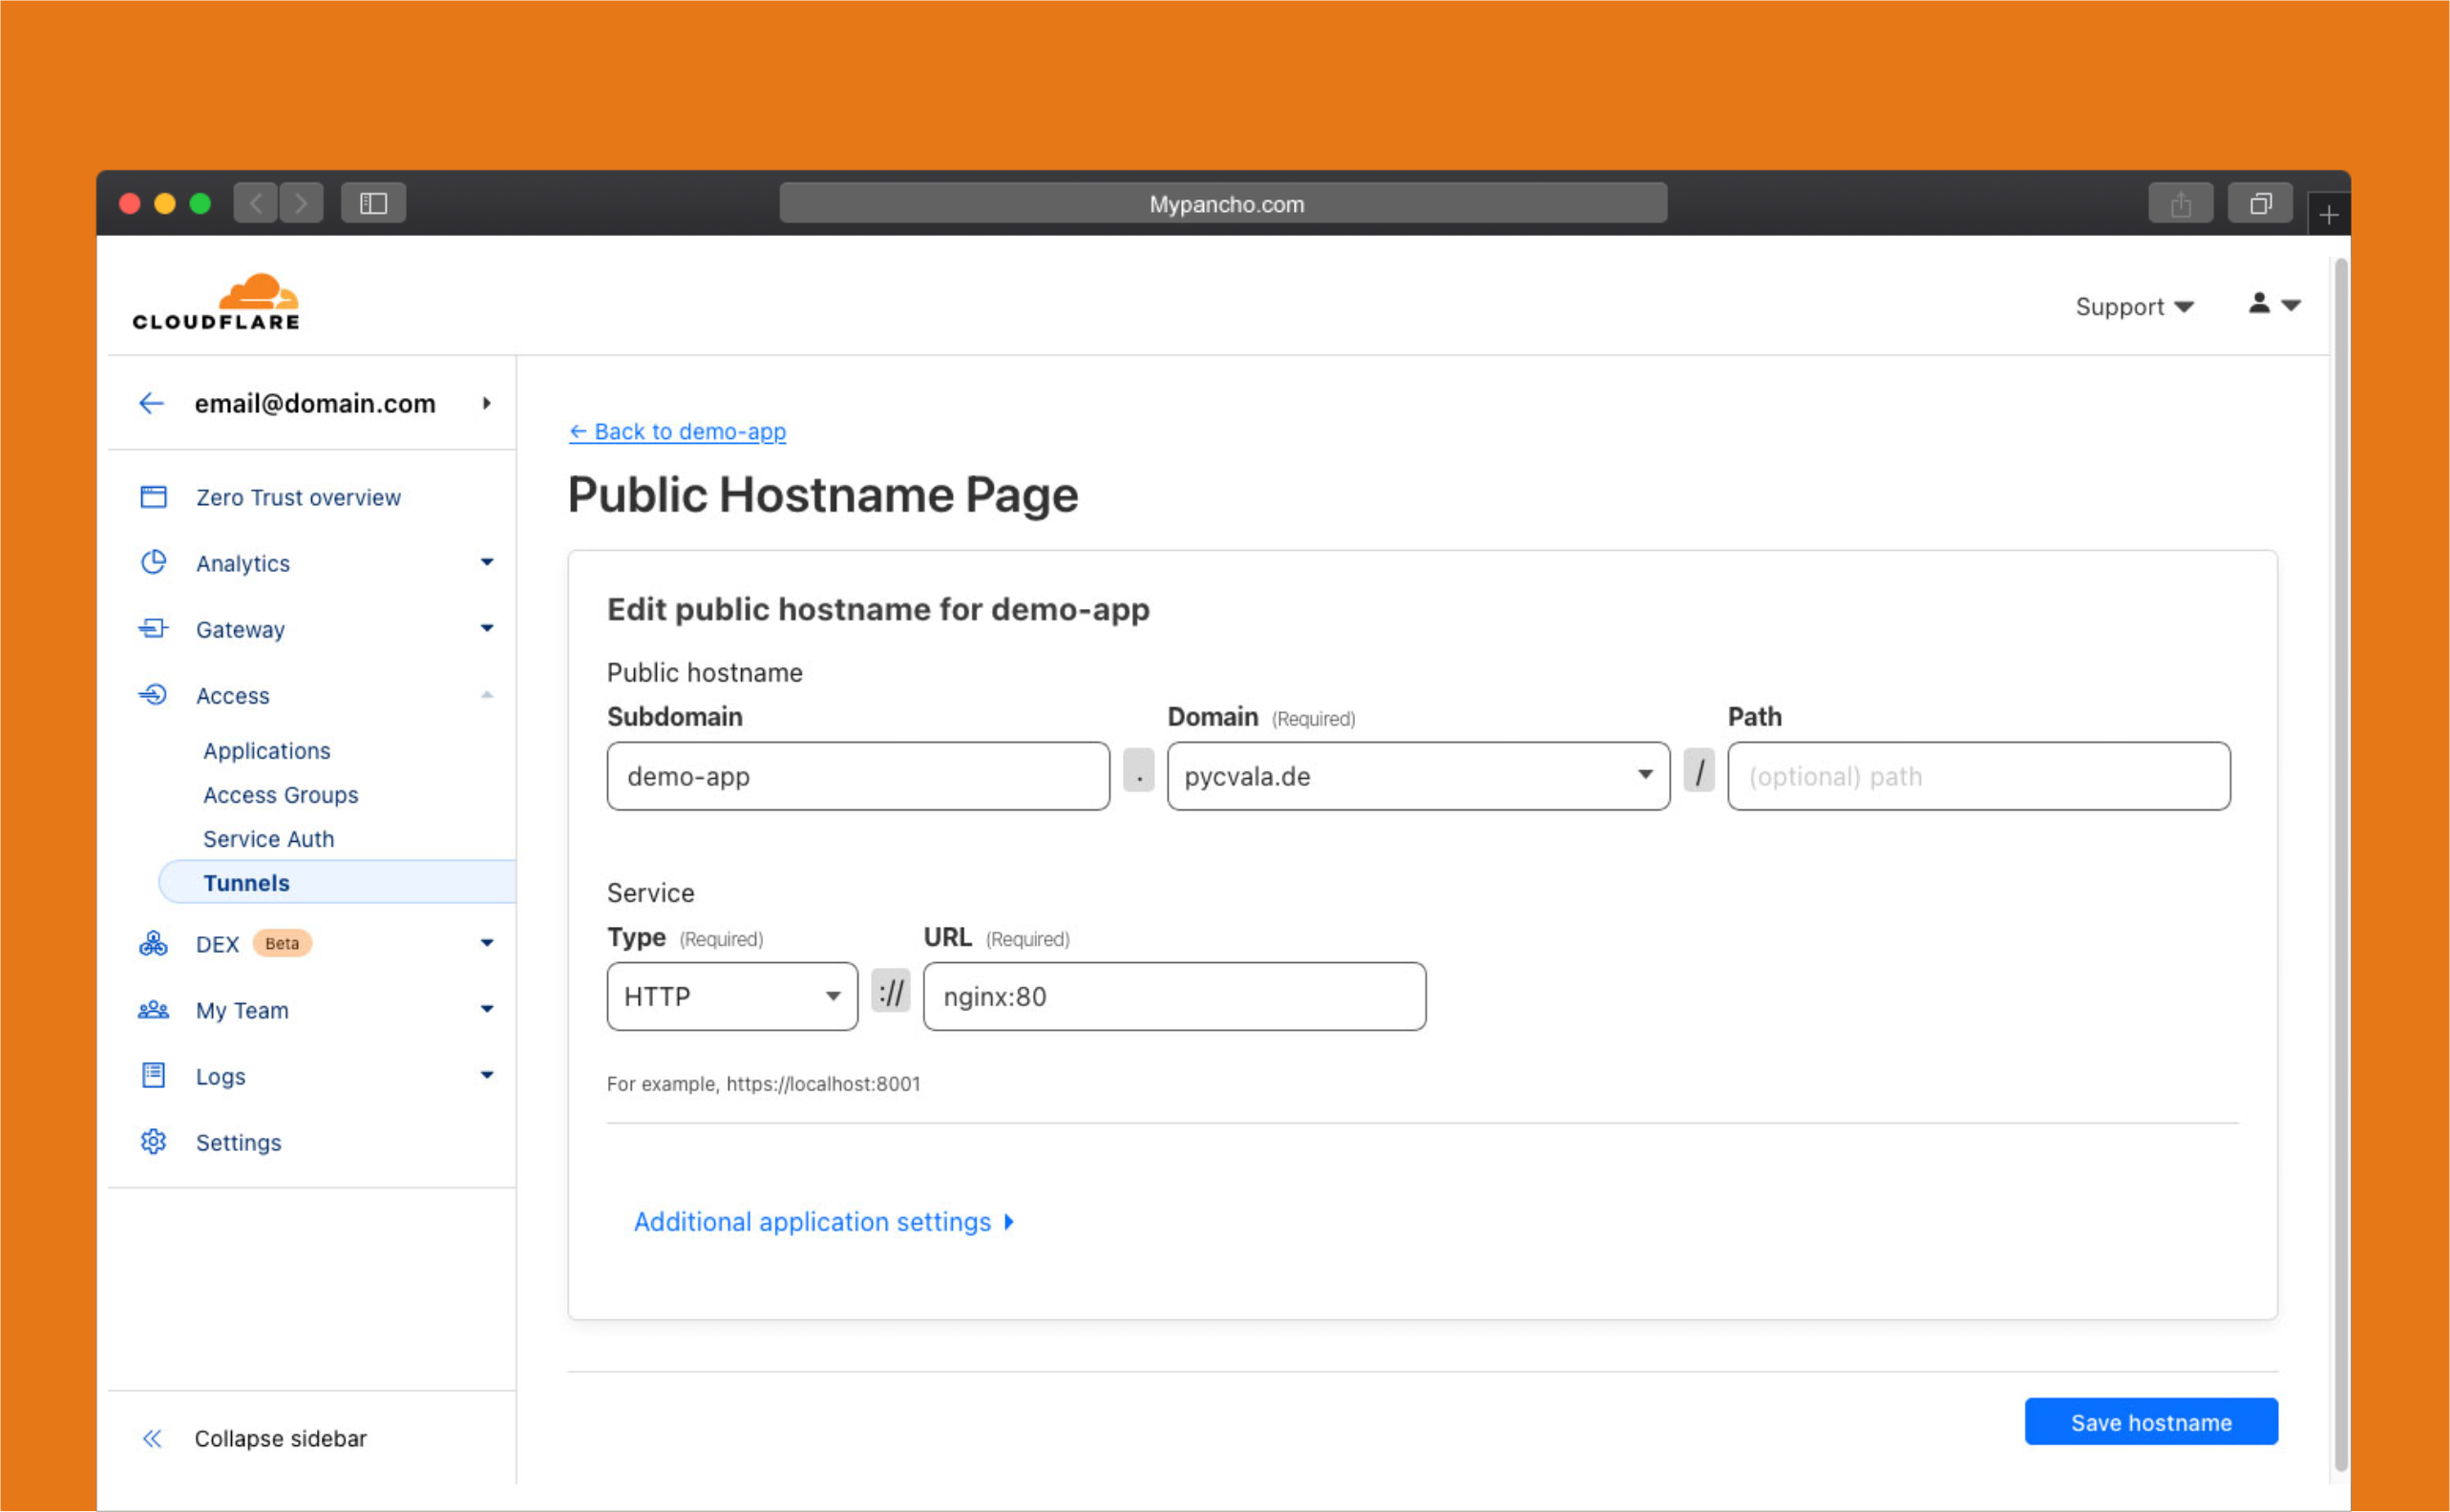 Mypancho.com
CLOUDFLARE
Support
email@domain.com
← Back to demo-app
Zero Trust overview
Public Hostname Page
Analytics
Gateway
Access
Applications
Access Groups
Service Auth
Tunnels
DEX Beta
My Team
Logs
Settings
Collapse sidebar
Edit public hostname for demo-app
Public hostname
Subdomain Domain (Required) Path
demo-app . pycvala.de / (optional) path
Service
Type (Required) URL (Required)
HTTP :// nginx:80
For example, https://localhost:8001
Additional application settings
Save hostname